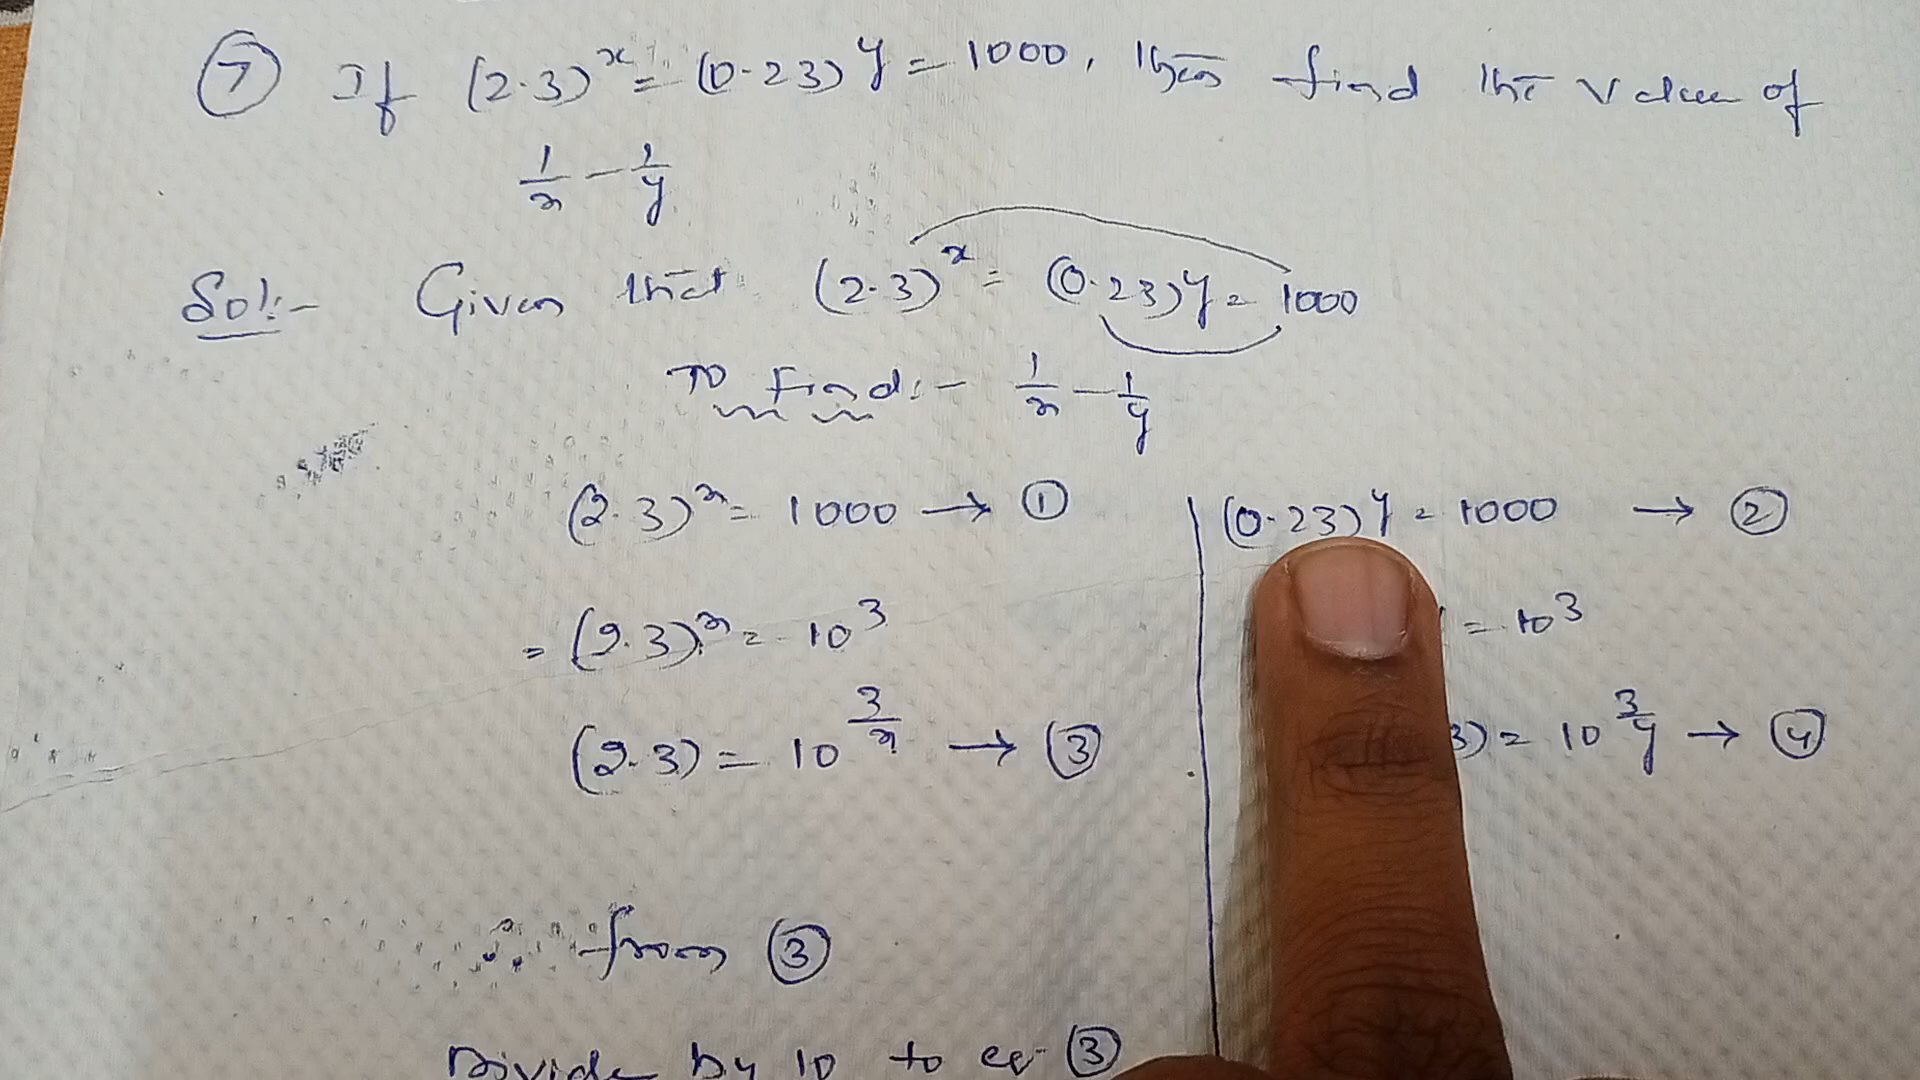 ⑦ If (2.3)^x = (0.23)^y = 1000, then find the value of
1/x - 1/y
Sol:- Given that (2.3)^x = (0.23)^y = 1000
To find:- 1/x - 1/y
(2.3)^x = 1000 → ① | (0.23)^y = 1000 → ②
= (2.3)^x = 10^3 | = 10^3
(2.3) = 10^(3/x) → ③ | 3) = 10^(3/y) → ④
∴ from ③
Divide by 10 to eq ③